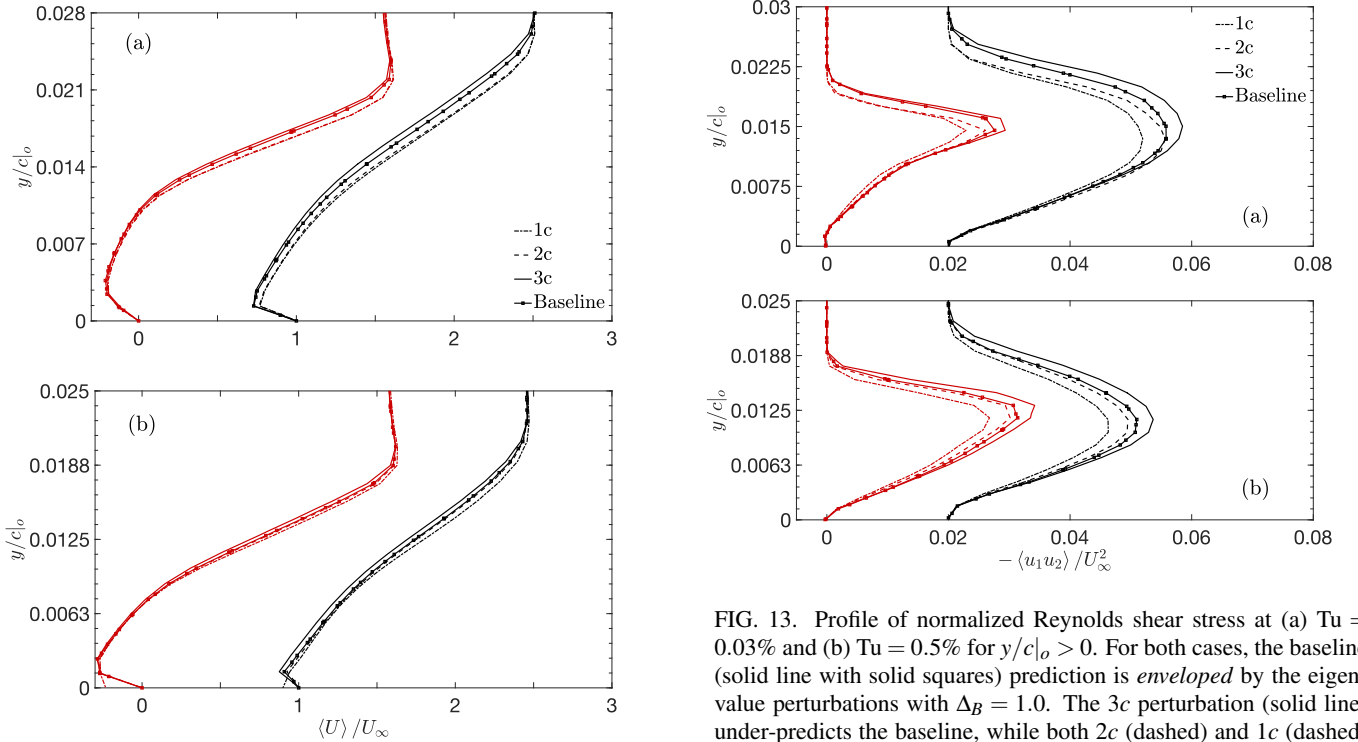 0.028
0.021
0.014
0.007
0
y/c|ₒ
(a)
1c
2c
3c
Baseline
0 1 2 3
0.025
0.0188
0.0125
0.0063
0
y/c|ₒ
(b)
0 1 2 3
⟨U⟩ /U∞
0.03
0.0225
0.015
0.0075
0
y/c|ₒ
1c
2c
3c
Baseline
(a)
0 0.02 0.04 0.06 0.08
0.025
0.0188
0.0125
0.0063
0
y/c|ₒ
(b)
0 0.02 0.04 0.06 0.08
− ⟨u₁u₂⟩ /U²∞
FIG. 13. Profile of normalized Reynolds shear stress at (a) Tu =
0.03% and (b) Tu = 0.5% for y/c|ₒ > 0. For both cases, the baseline
(solid line with solid squares) prediction is enveloped by the eigen
value perturbations with Δ_B = 1.0. The 3c perturbation (solid line
under-predicts the baseline, while both 2c (dashed) and 1c (dashed